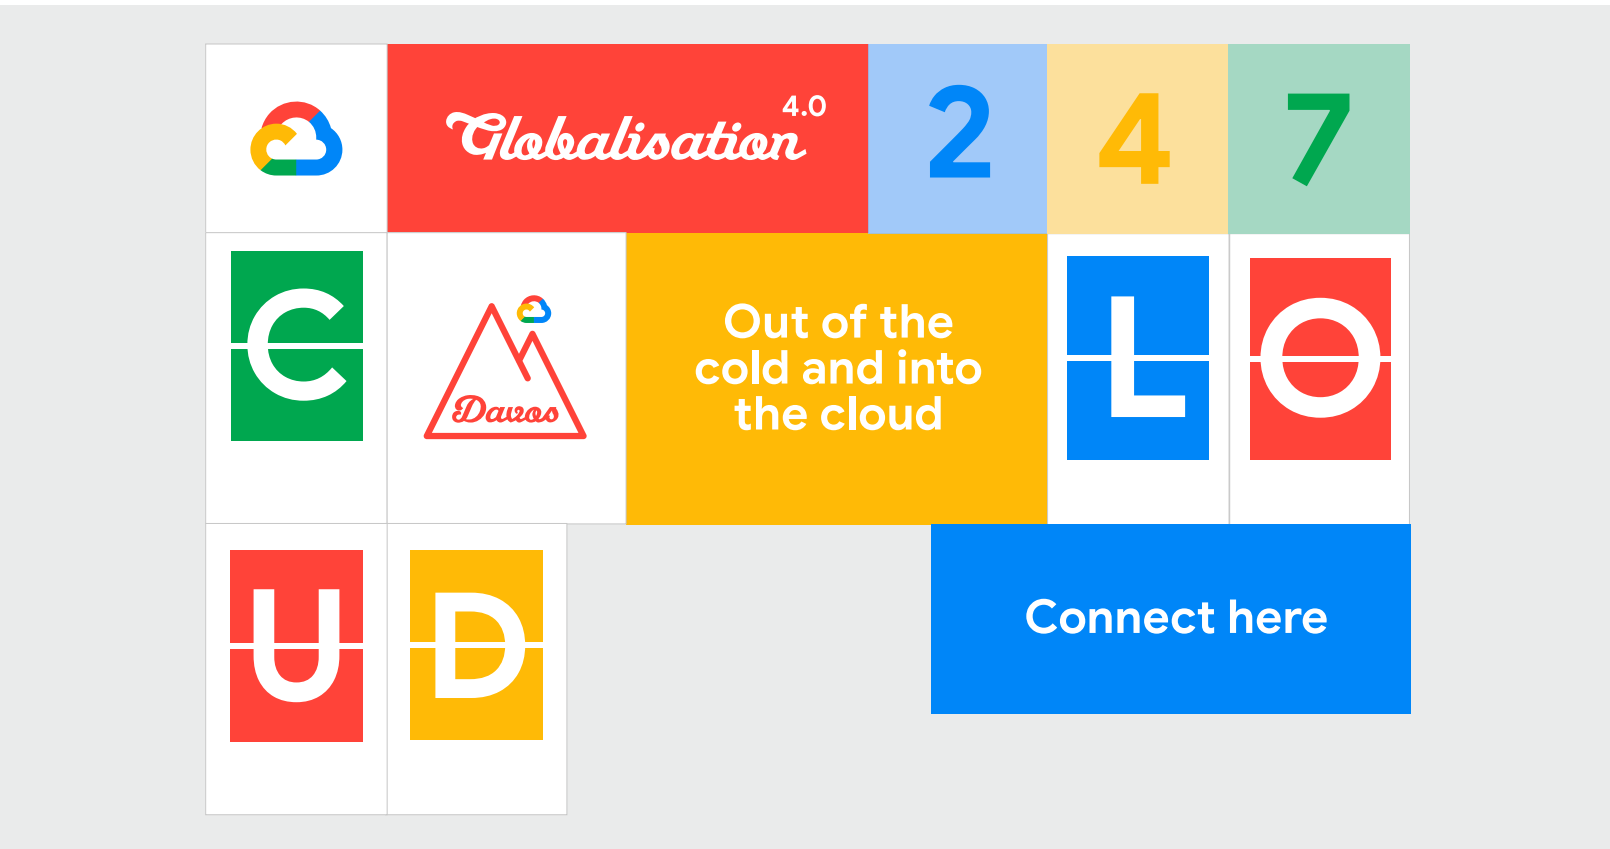 Globalisation 4.0
2 4 7
C
Davos
Out of the
cold and into
the cloud
L O
U D
Connect here